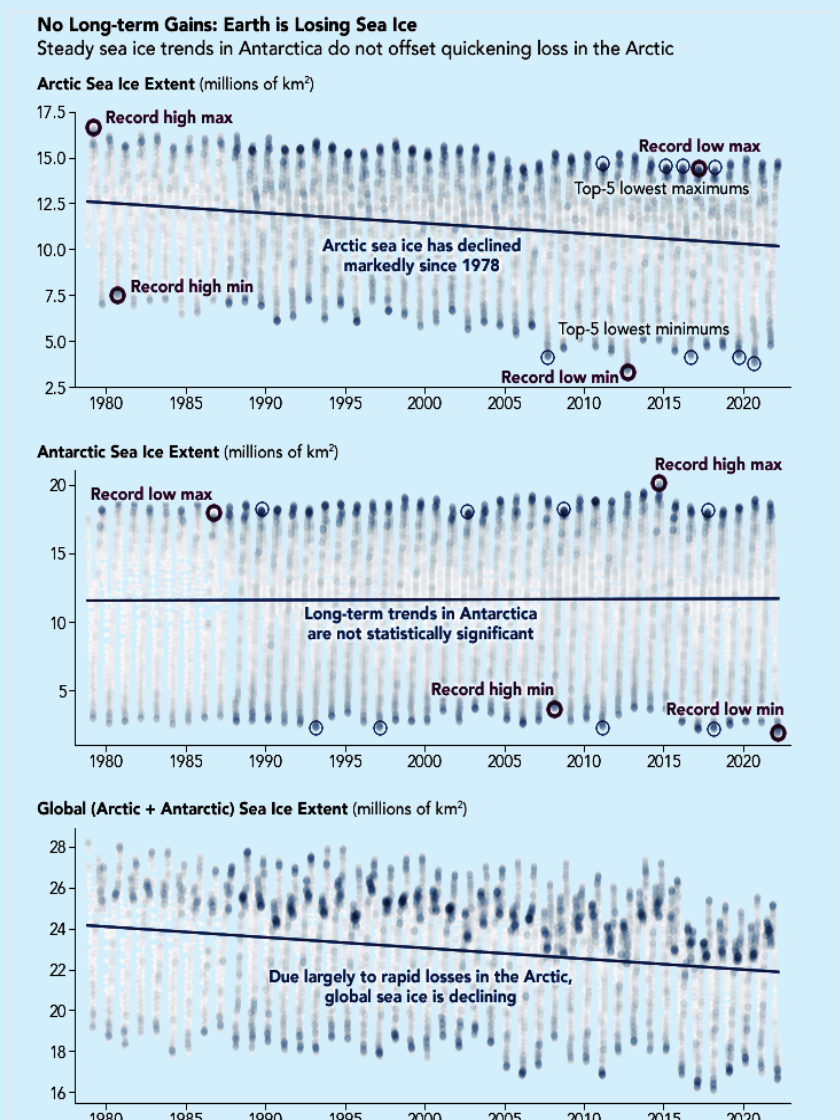 No Long-term Gains: Earth is Losing Sea Ice
Steady sea ice trends in Antarctica do not offset quickening loss in the Arctic
Arctic Sea Ice Extent (millions of km²)
17.5
15.0
12.5
10.0
7.5
5.0
2.5
Record high max
Record low max
Top-5 lowest maximums
Arctic sea ice has declined
markedly since 1978
Record high min
Top-5 lowest minimums
Record low min
1980 1985 1990 1995 2000 2005 2010 2015 2020
Antarctic Sea Ice Extent (millions of km²)
20
15
10
5
Record high max
Record low max
Long-term trends in Antarctica
are not statistically significant
Record high min
Record low min
1980 1985 1990 1995 2000 2005 2010 2015 2020
Global (Arctic + Antarctic) Sea Ice Extent (millions of km²)
28
26
24
22
20
18
16
Due largely to rapid losses in the Arctic,
global sea ice is declining
1980 1985 1990 1995 2000 2005 2010 2015 2020